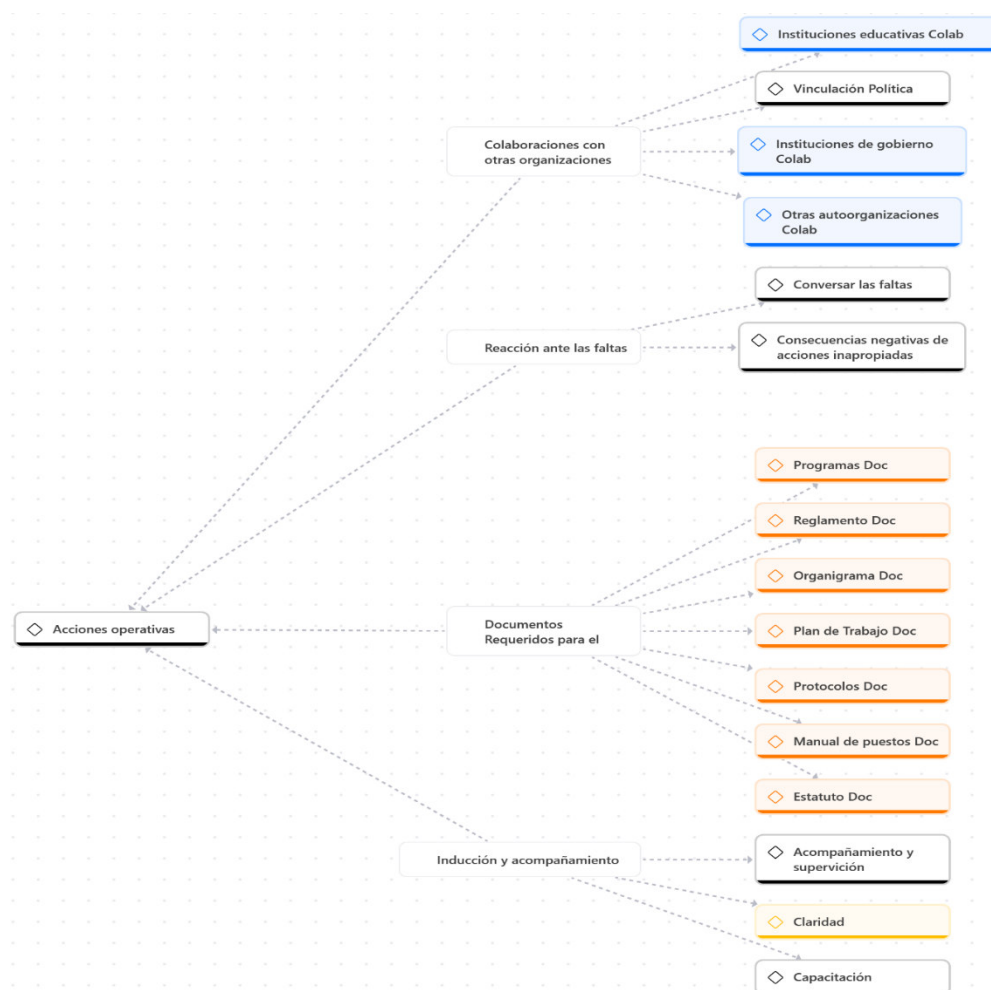 Instituciones educativas Colab
Vinculación Política
Colaboraciones con
otras organizaciones
Instituciones de gobierno
Colab
Otras autoorganizaciones
Colab
Conversar las faltas
Reacción ante las faltas
Consecuencias negativas de
acciones inapropiadas
Programas Doc
Reglamento Doc
Organigrama Doc
Acciones operativas
Documentos
Requeridos para el
Plan de Trabajo Doc
Protocolos Doc
Manual de puestos Doc
Estatuto Doc
Inducción y acompañamiento
Acompañamiento y
supervición
Claridad
Capacitación